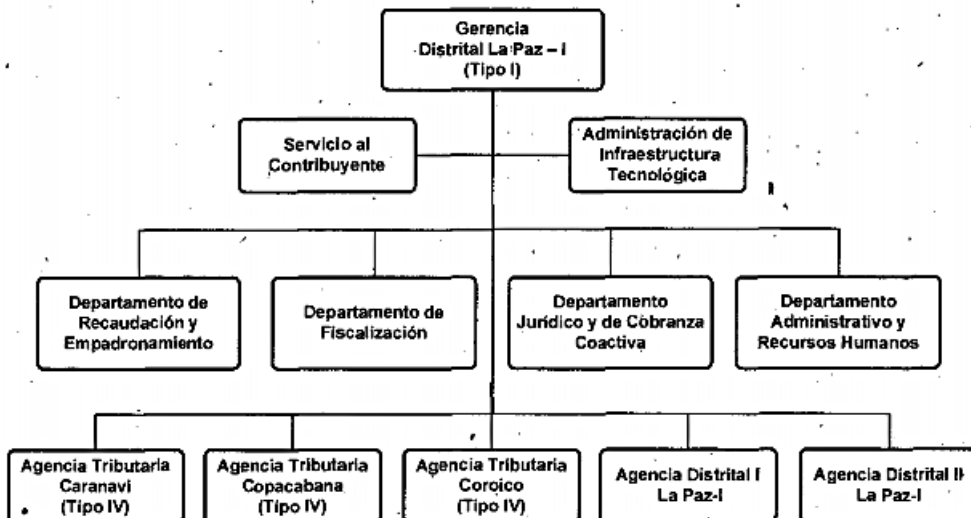 Gerencia
Distrital La Paz – I
(Tipo I)
Servicio al
Contribuyente
Administración de
Infraestructura
Tecnológica
Departamento de
Recaudación y
Empadronamiento
Departamento de
Fiscalización
Departamento
Jurídico y de Cobranza
Coactiva
Departamento
Administrativo y
Recursos Humanos
Agencia Tributaria
Caranavi
(Tipo IV)
Agencia Tributaria
Copacabana
(Tipo IV)
Agencia Tributaria
Coroico
(Tipo IV)
Agencia Distrital I
La Paz-I
Agencia Distrital II
La Paz-I